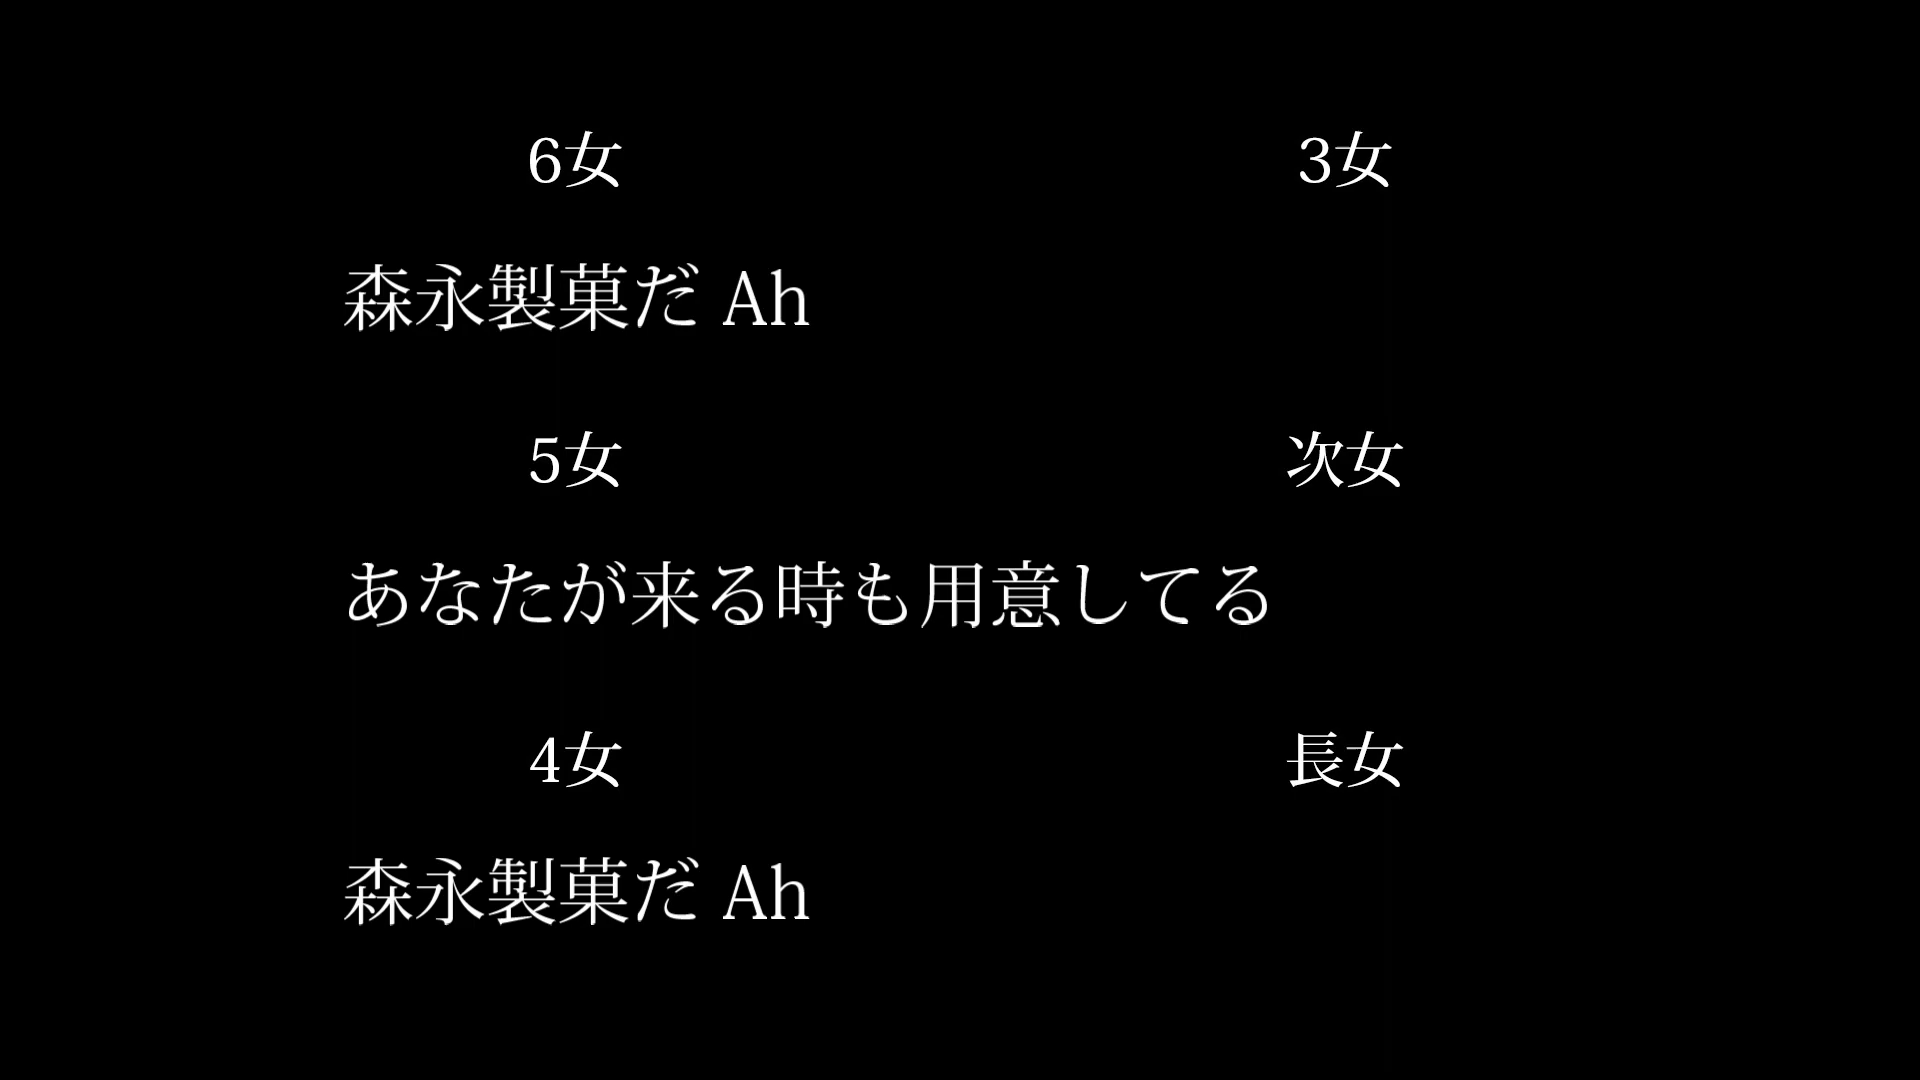 6女 3女
森永製菓だ Ah
5女 次女
あなたが来る時も用意してる
4女 長女
森永製菓だ Ah